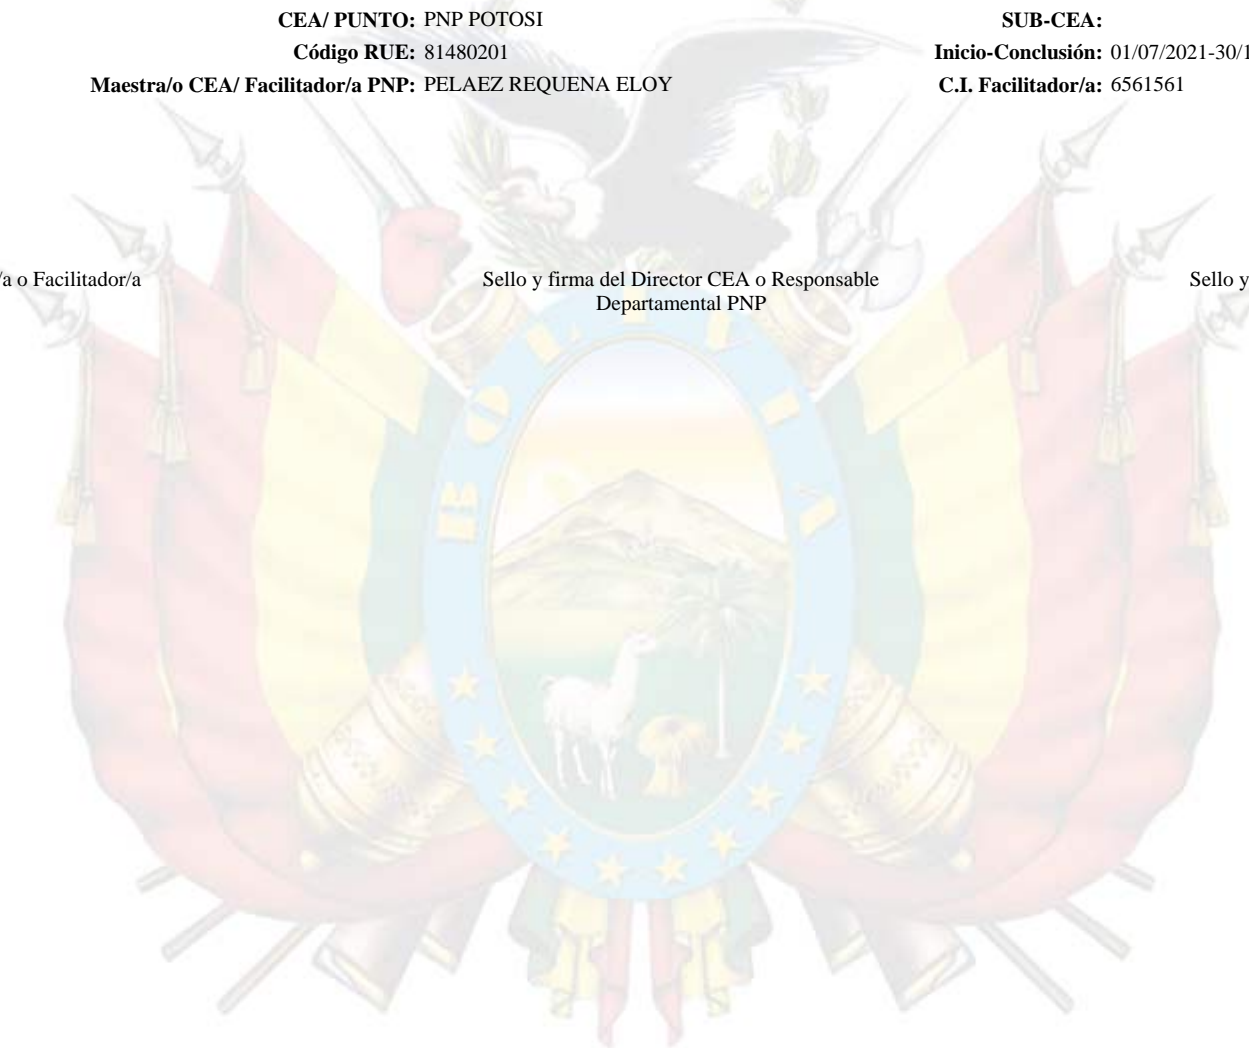 CEA/ PUNTO: PNP POTOSI SUB-CEA:
Código RUE: 81480201 Inicio-Conclusión: 01/07/2021-30/1
Maestra/o CEA/ Facilitador/a PNP: PELAEZ REQUENA ELOY C.I. Facilitador/a: 6561561
/a o Facilitador/a Sello y firma del Director CEA o Responsable Sello y
Departamental PNP
BOLIVIA